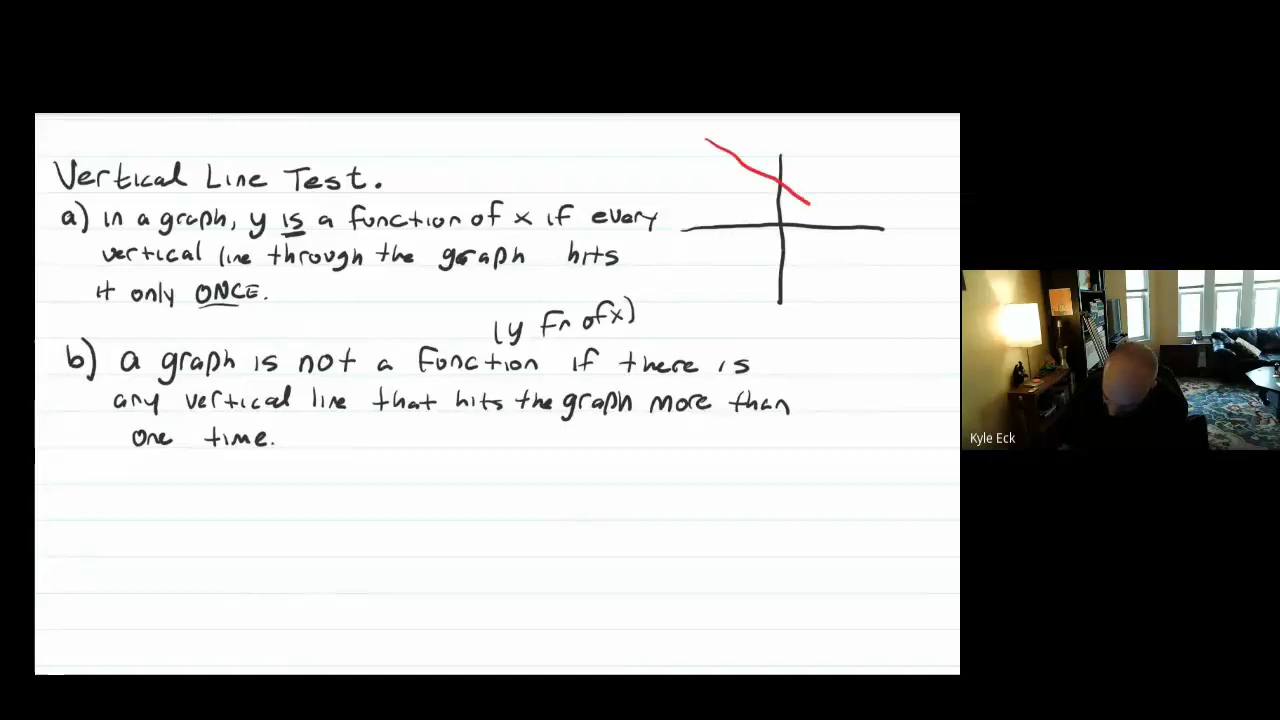 Vertical Line Test.
a) in a graph, y is a function of x if every
vertical line through the graph hits
it only ONCE.
(y Fn of x)
b) a graph is not a function if there is
any vertical line that hits the graph more than
one time.
Kyle Eck